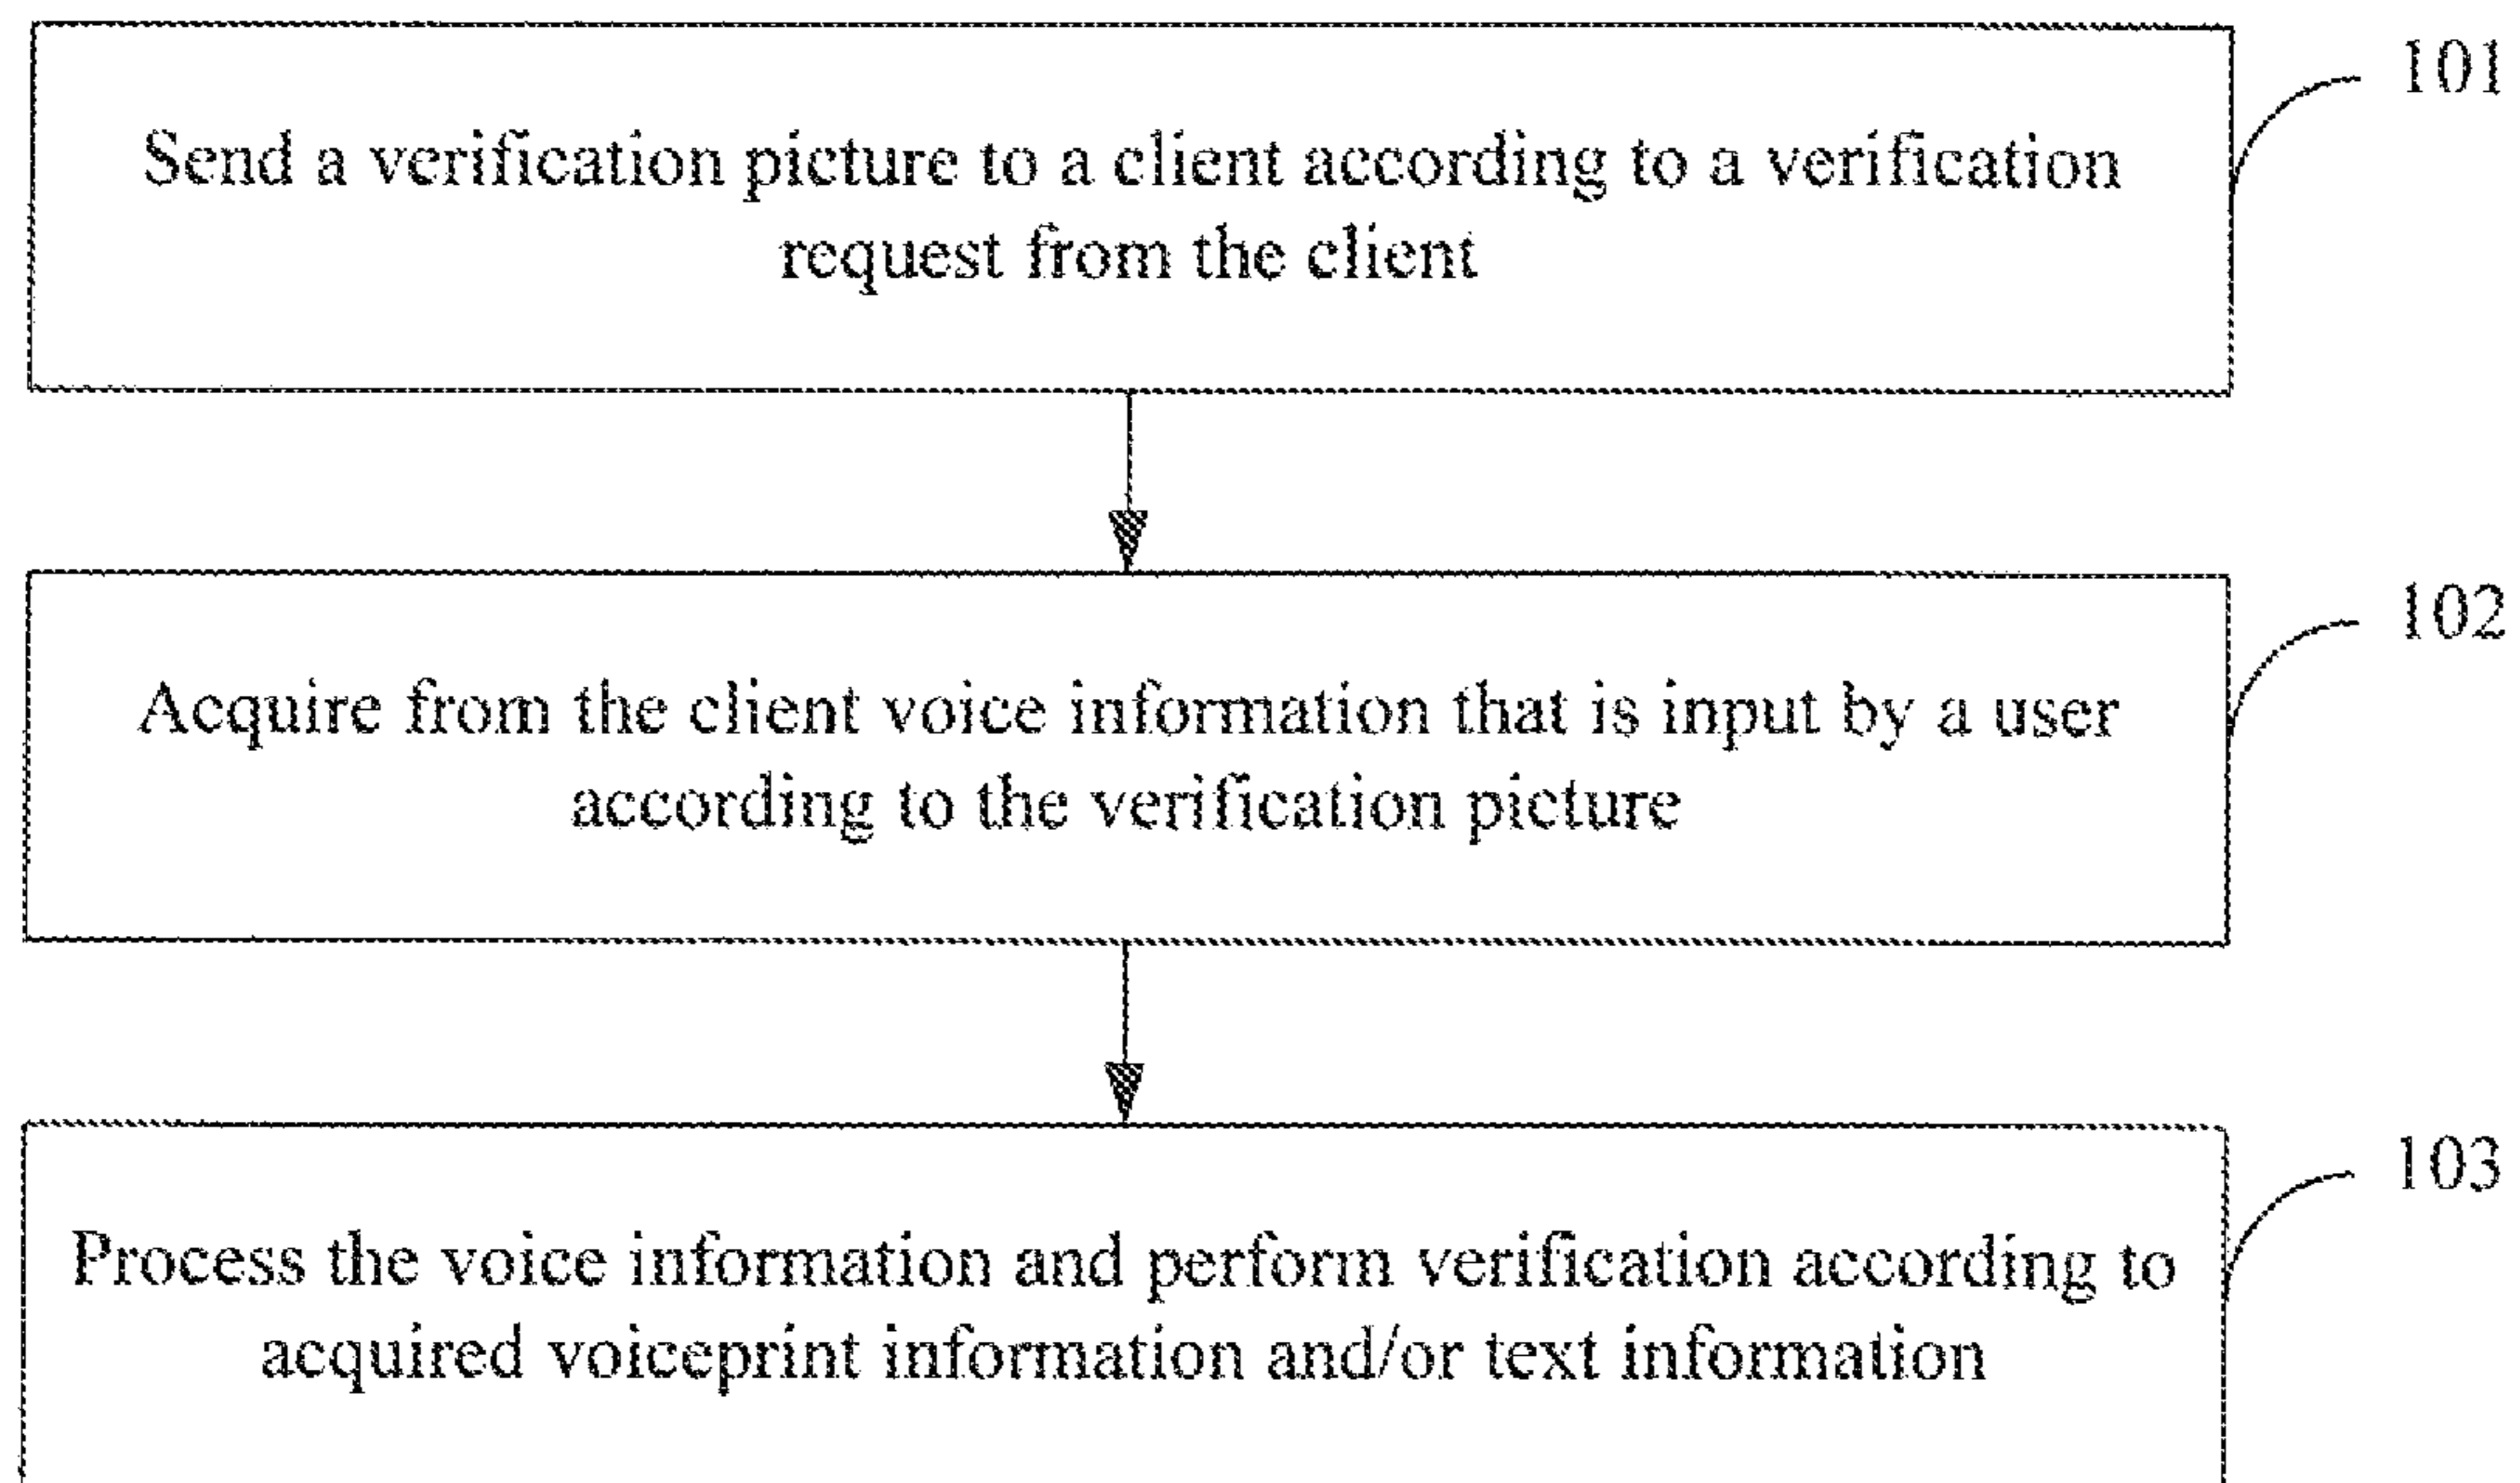 101
Send a verification picture to a client according to a verification
request from the client
102
Acquire from the client voice information that is input by a user
according to the verification picture
103
Process the voice information and perform verification according to
acquired voiceprint information and/or text information